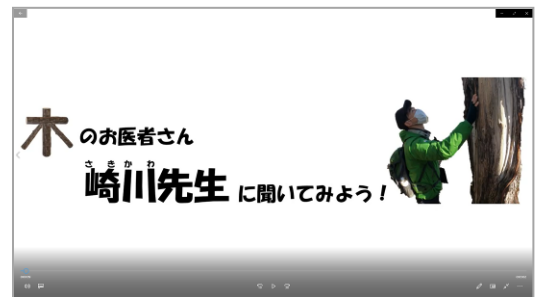 木のお医者さん
さきかわ
崎川先生に聞いてみよう！